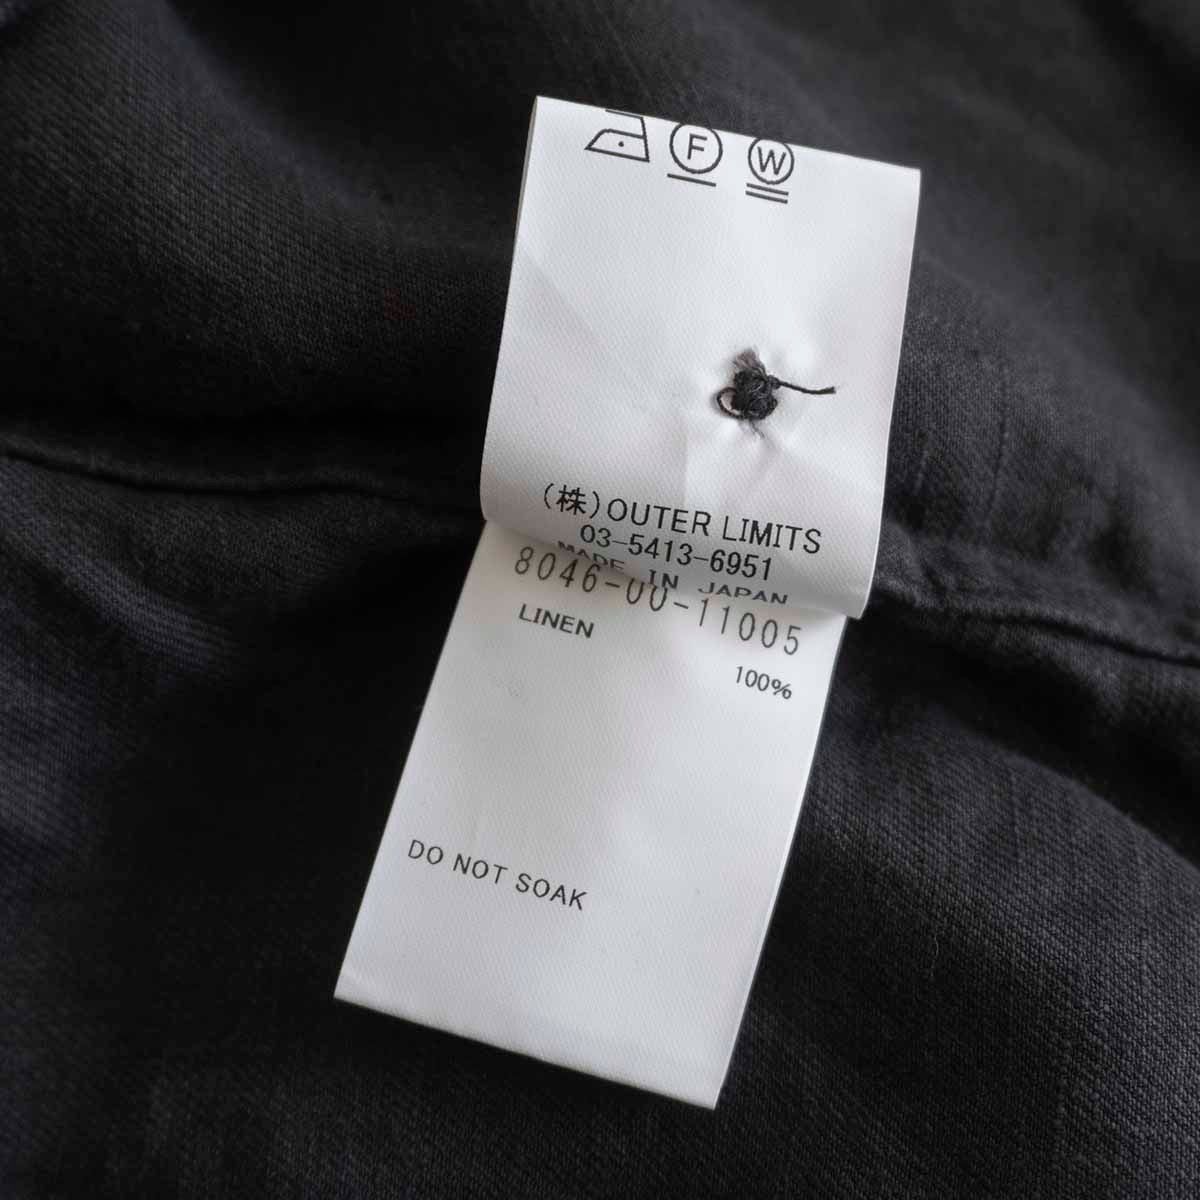 F W
(株)OUTER LIMITS
03-5413-6951
MADE IN JAPAN
8046-00-11005
LINEN
100%
DO NOT SOAK